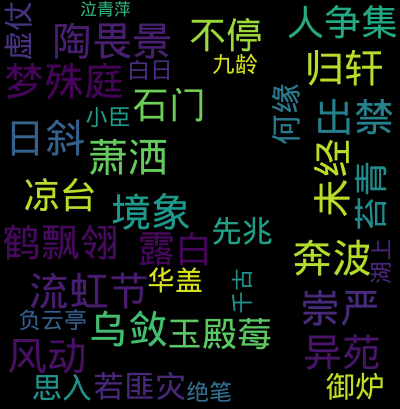 泣青萍
虚仗
陶畏景
不停
人争集
白日
九龄
归轩
梦殊庭
石门
何缘
出禁
小臣
日斜
萧洒
未经
苔青
凉台
境象
先兆
鹤飘翎
露白
奔波
湖上
华盖
千古
流虹节
崇严
负云亭
乌敛
玉殿莓
风动
异苑
思入
若匪灾
绝笔
御炉